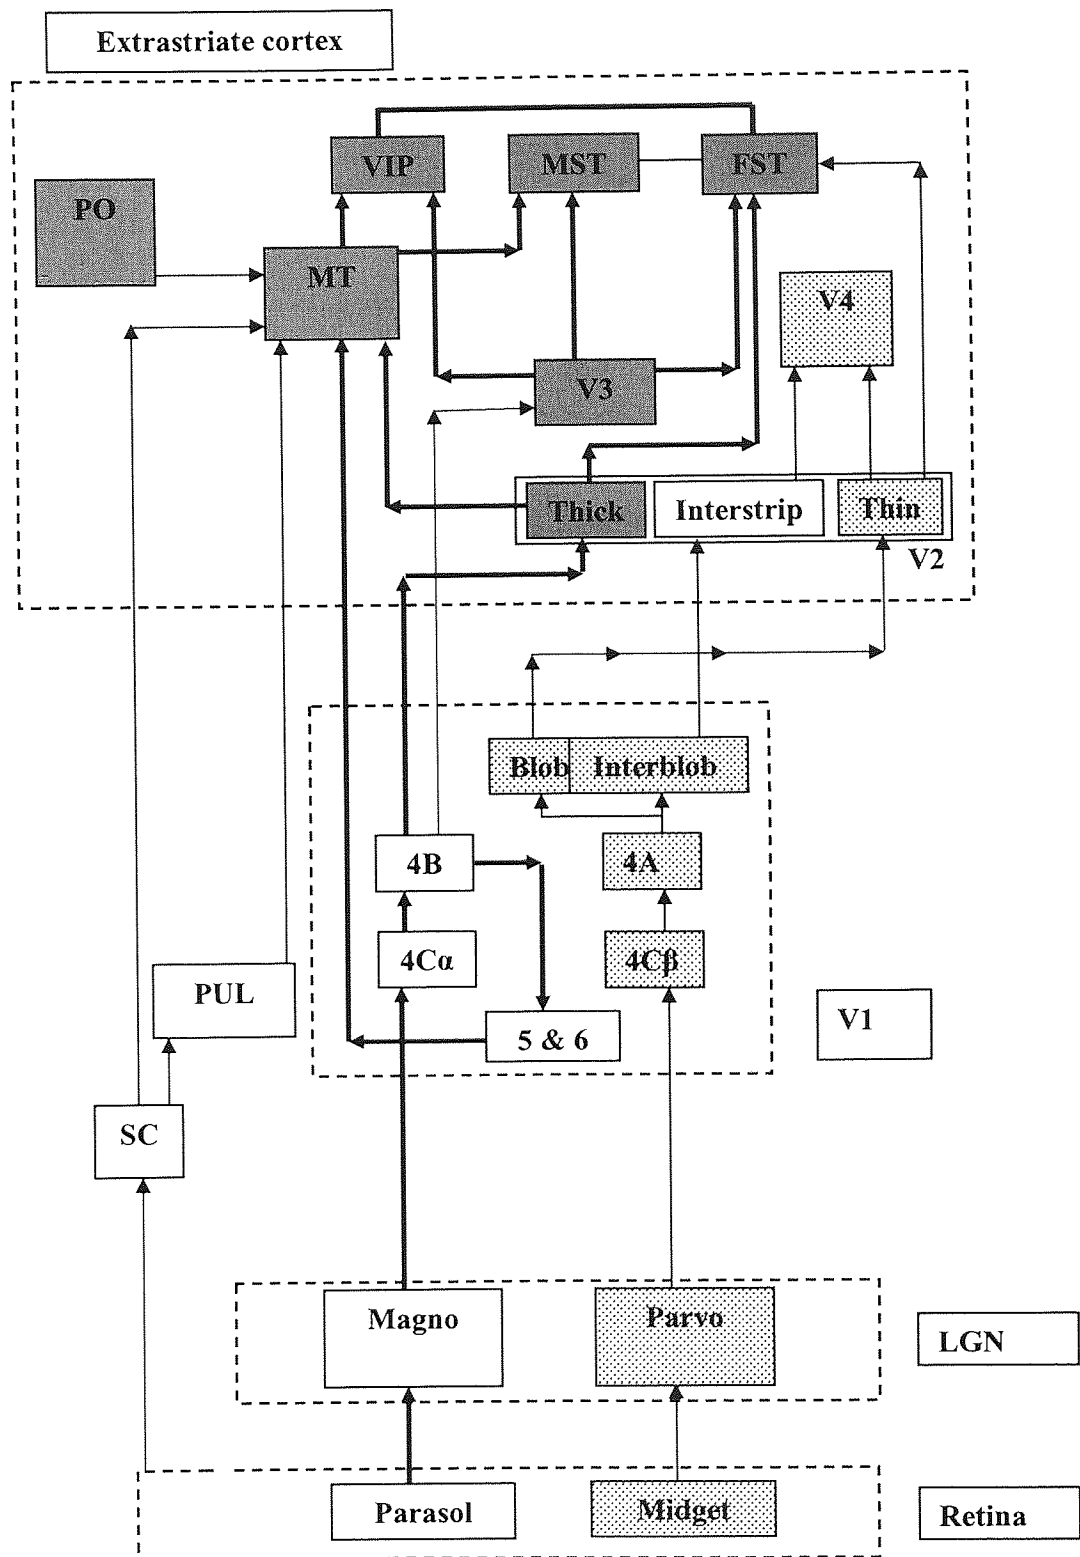 Extrastriate cortex
VIP
MST
FST
PO
MT
V4
V3
Thick
Interstrip
Thin
V2
Blob
Interblob
4B
4A
4Cα
4Cβ
PUL
5 & 6
V1
SC
Magno
Parvo
LGN
Parasol
Midget
Retina